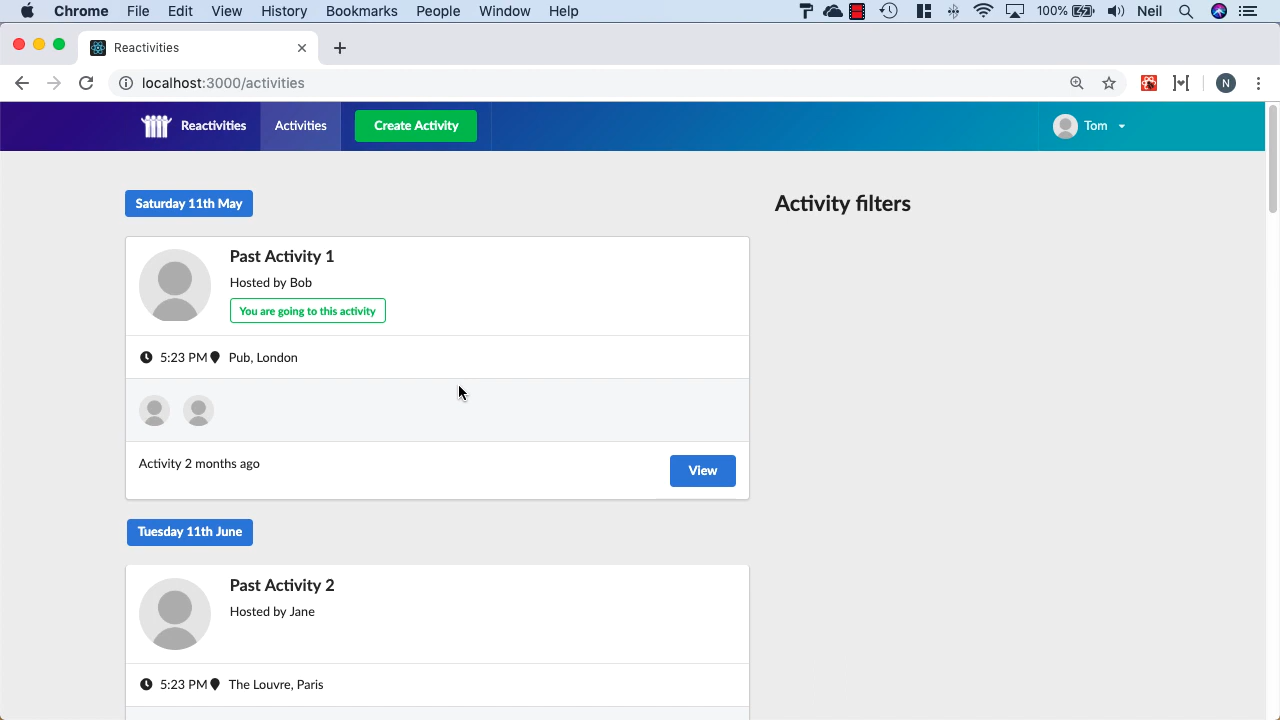 Chrome File Edit View History Bookmarks People Window Help 100% Neil
Reactivities
localhost:3000/activities N
Reactivities Activities Create Activity Tom
Saturday 11th May
Activity filters
Past Activity 1
Hosted by Bob
You are going to this activity
5:23 PM Pub, London
Activity 2 months ago
View
Tuesday 11th June
Past Activity 2
Hosted by Jane
5:23 PM The Louvre, Paris